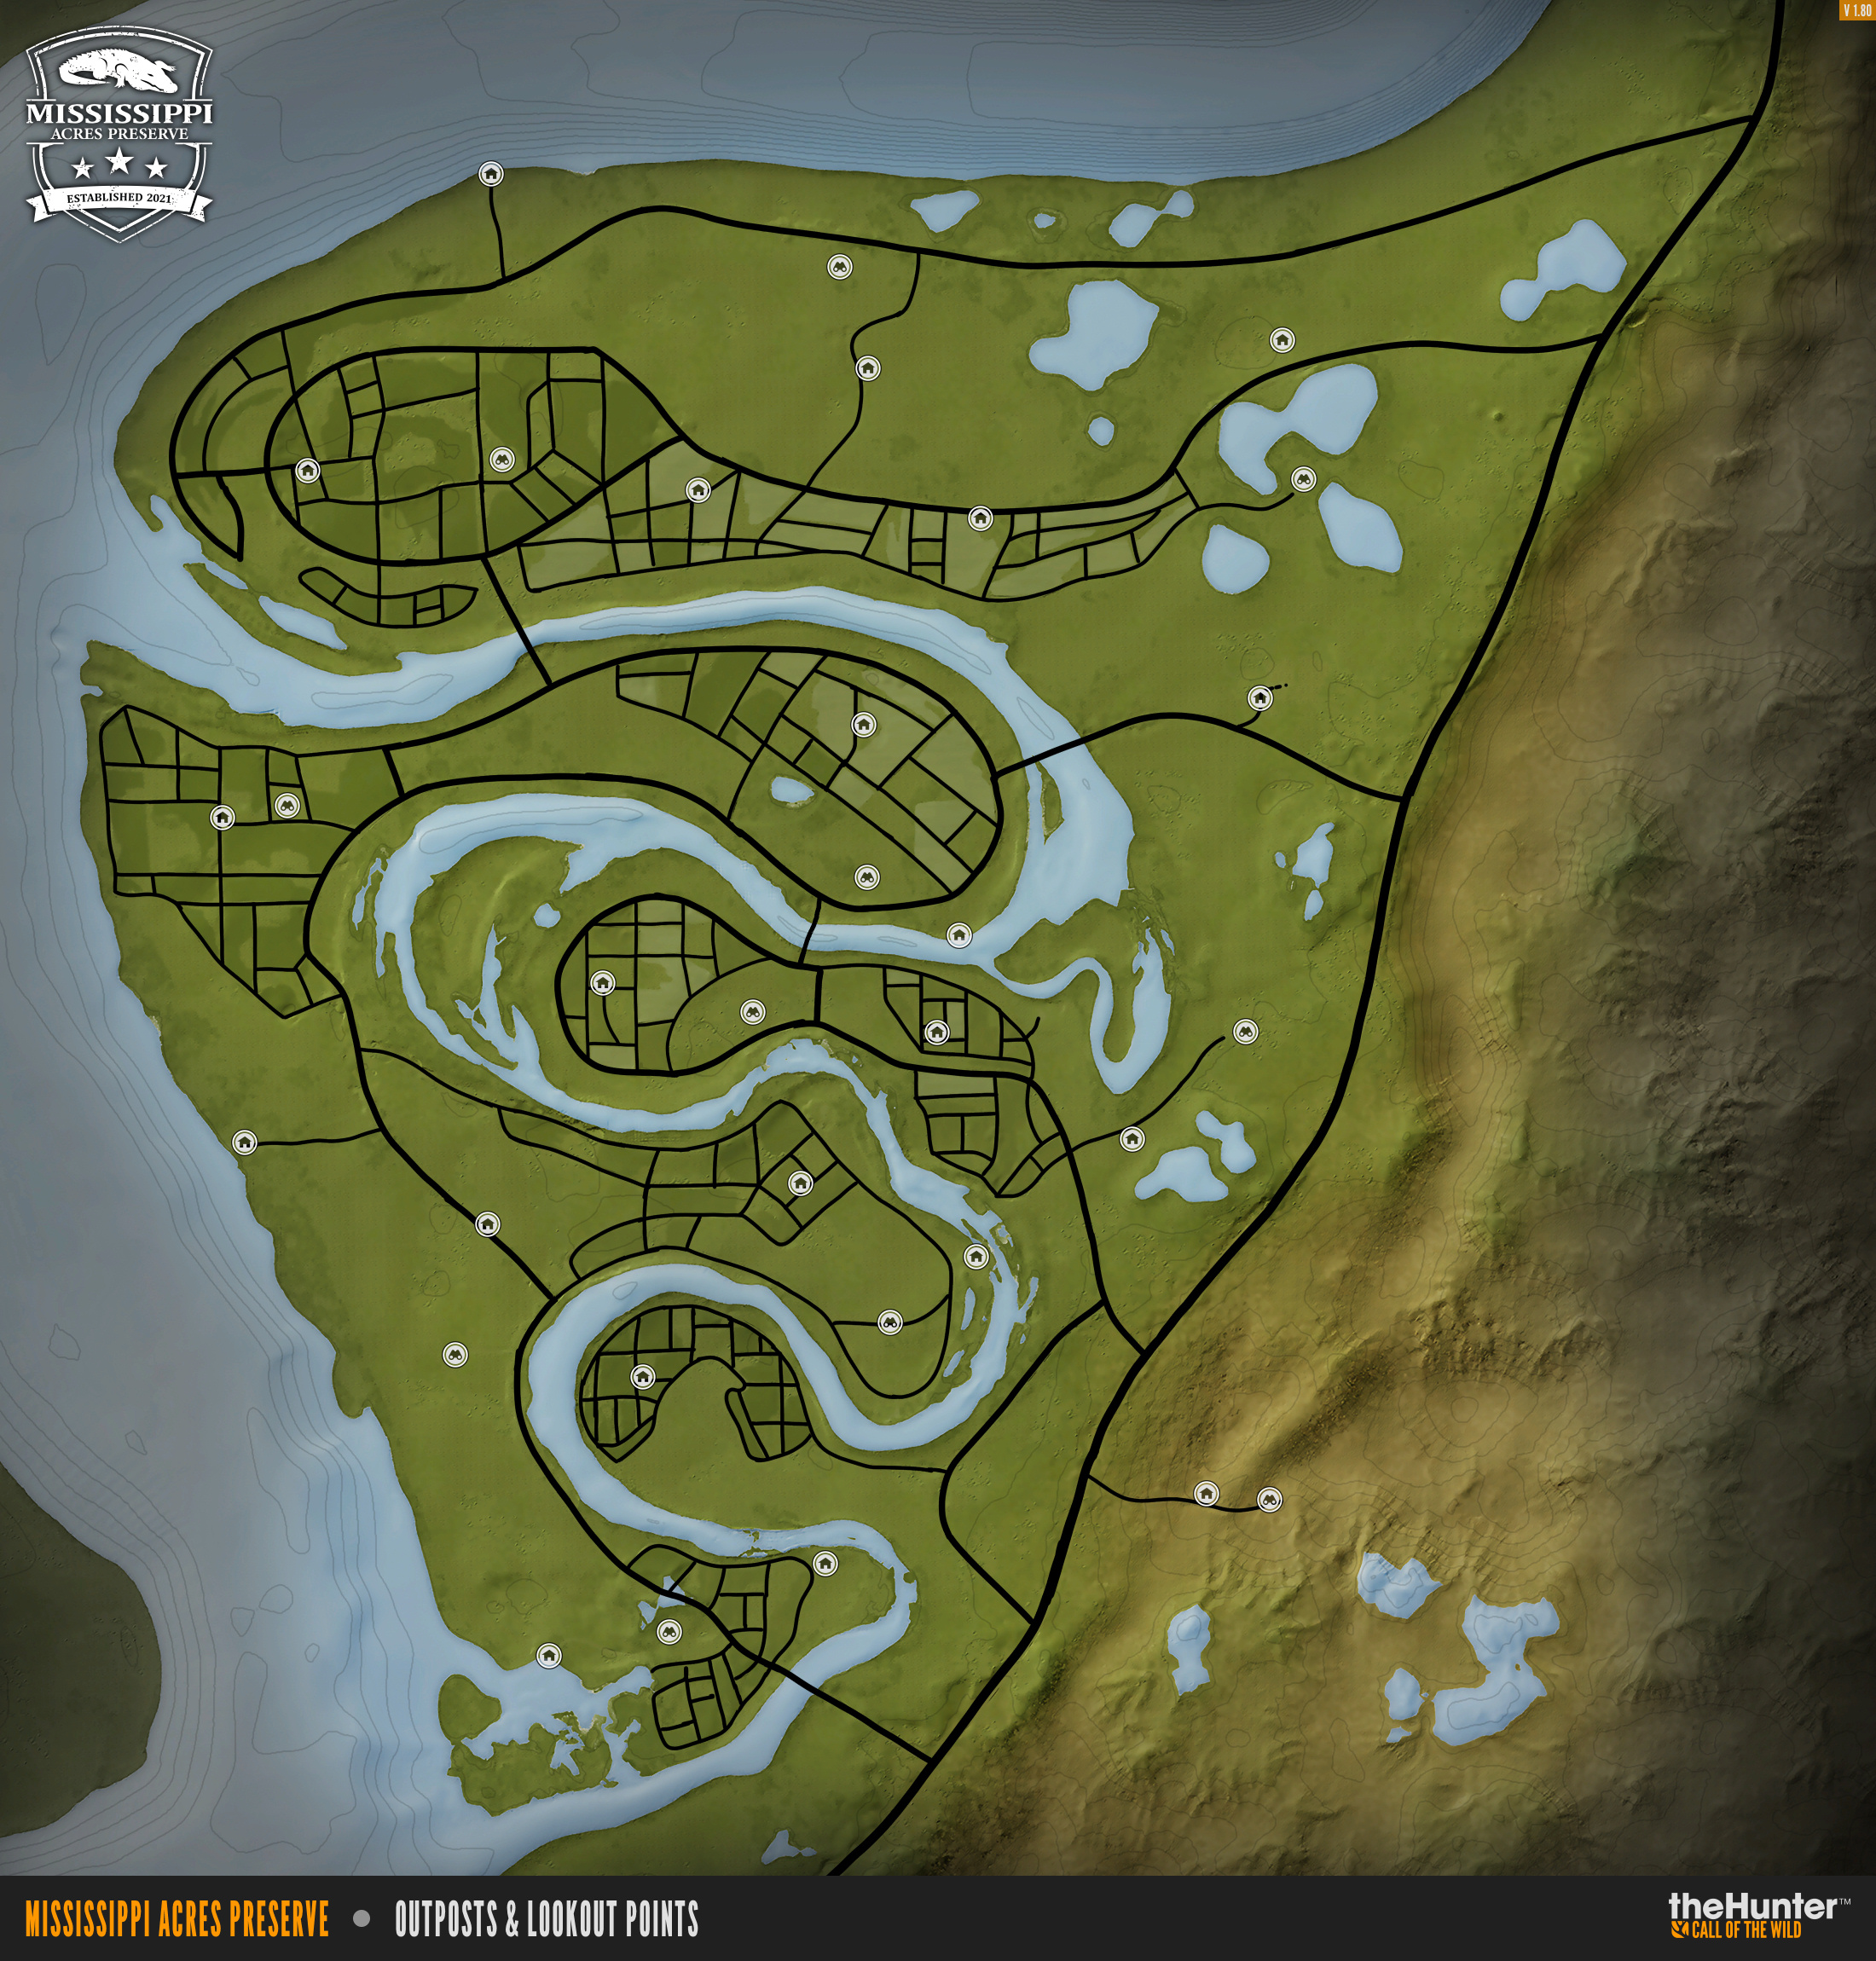 V 1.80
MISSISSIPPI
ACRES PRESERVE
ESTABLISHED 2021
MISSISSIPPI ACRES PRESERVE • OUTPOSTS & LOOKOUT POINTS
theHunter™
CALL OF THE WILD